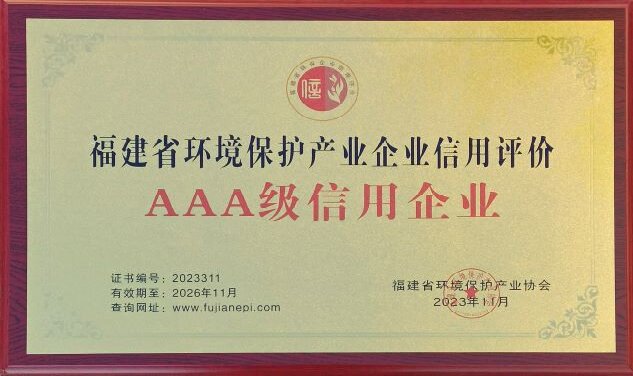 信
福建省环境保护产业企业信用评价
AAA级信用企业
证书编号：2023311
有效期至：2026年11月
查询网址：www.fujianepi.com
福建省环境保护产业协会
2023年11月